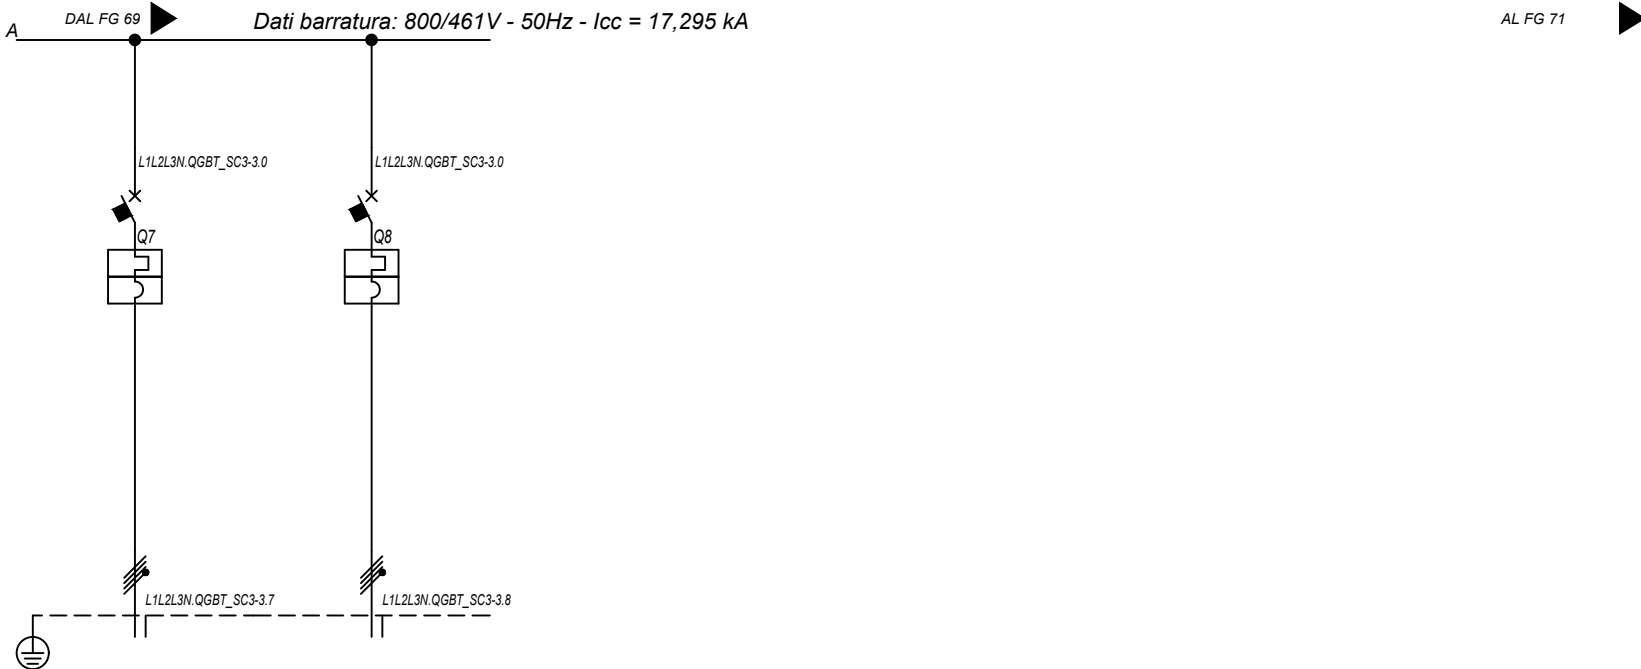 DAL FG 69
Dati barratura: 800/461V - 50Hz - Icc = 17,295 kA
AL FG 71
A
L1L2L3N.QGBT_SC3-3.0
L1L2L3N.QGBT_SC3-3.0
Q7
Q8
L1L2L3N.QGBT_SC3-3.7
L1L2L3N.QGBT_SC3-3.8